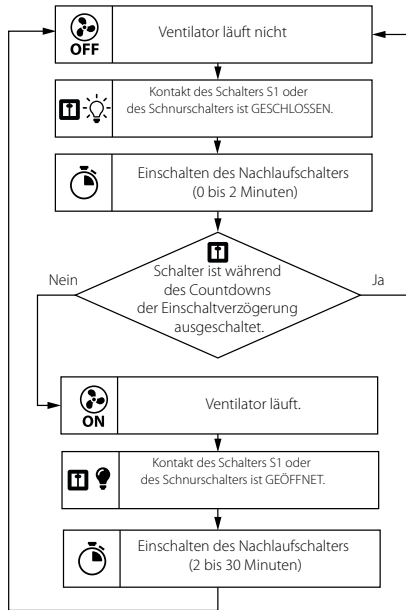 OFF
Ventilator läuft nicht
Kontakt des Schalters S1 oder
des Schnurschalters ist GESCHLOSSEN.
Einschalten des Nachlaufschalters
(0 bis 2 Minuten)
Nein
Schalter ist während
des Countdowns
der Einschaltverzögerung
ausgeschaltet.
Ja
ON
Ventilator läuft.
Kontakt des Schalters S1 oder
des Schnurschalters ist GEÖFFNET.
Einschalten des Nachlaufschalters
(2 bis 30 Minuten)